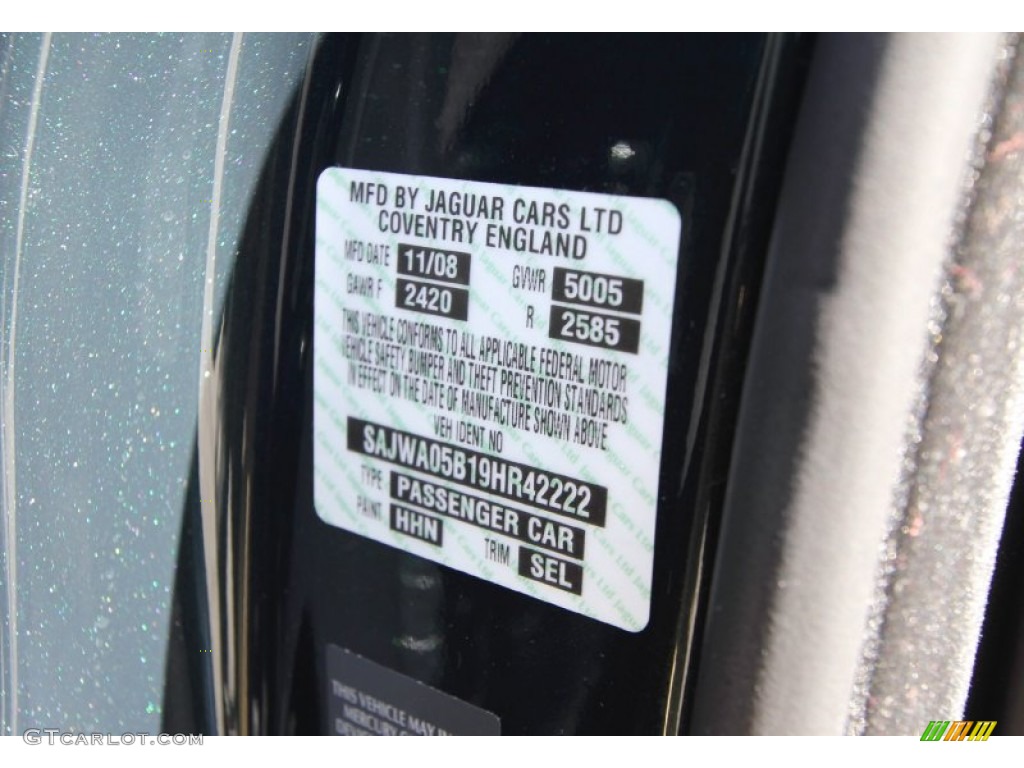 MFD BY JAGUAR CARS LTD
COVENTRY ENGLAND
MFD DATE 11/08 GVWR 5005
GAWR F 2420 R 2585
THIS VEHICLE CONFORMS TO ALL APPLICABLE FEDERAL MOTOR
VEHICLE SAFETY BUMPER AND THEFT PREVENTION STANDARDS
IN EFFECT ON THE DATE OF MANUFACTURE SHOWN ABOVE
VEH IDENT NO
SAJWA05B19HR42222
TYPE PASSENGER CAR
PAINT HHN TRIM SEL
THIS VEHICLE MAY
MERCURY
GTCARLOT.COM